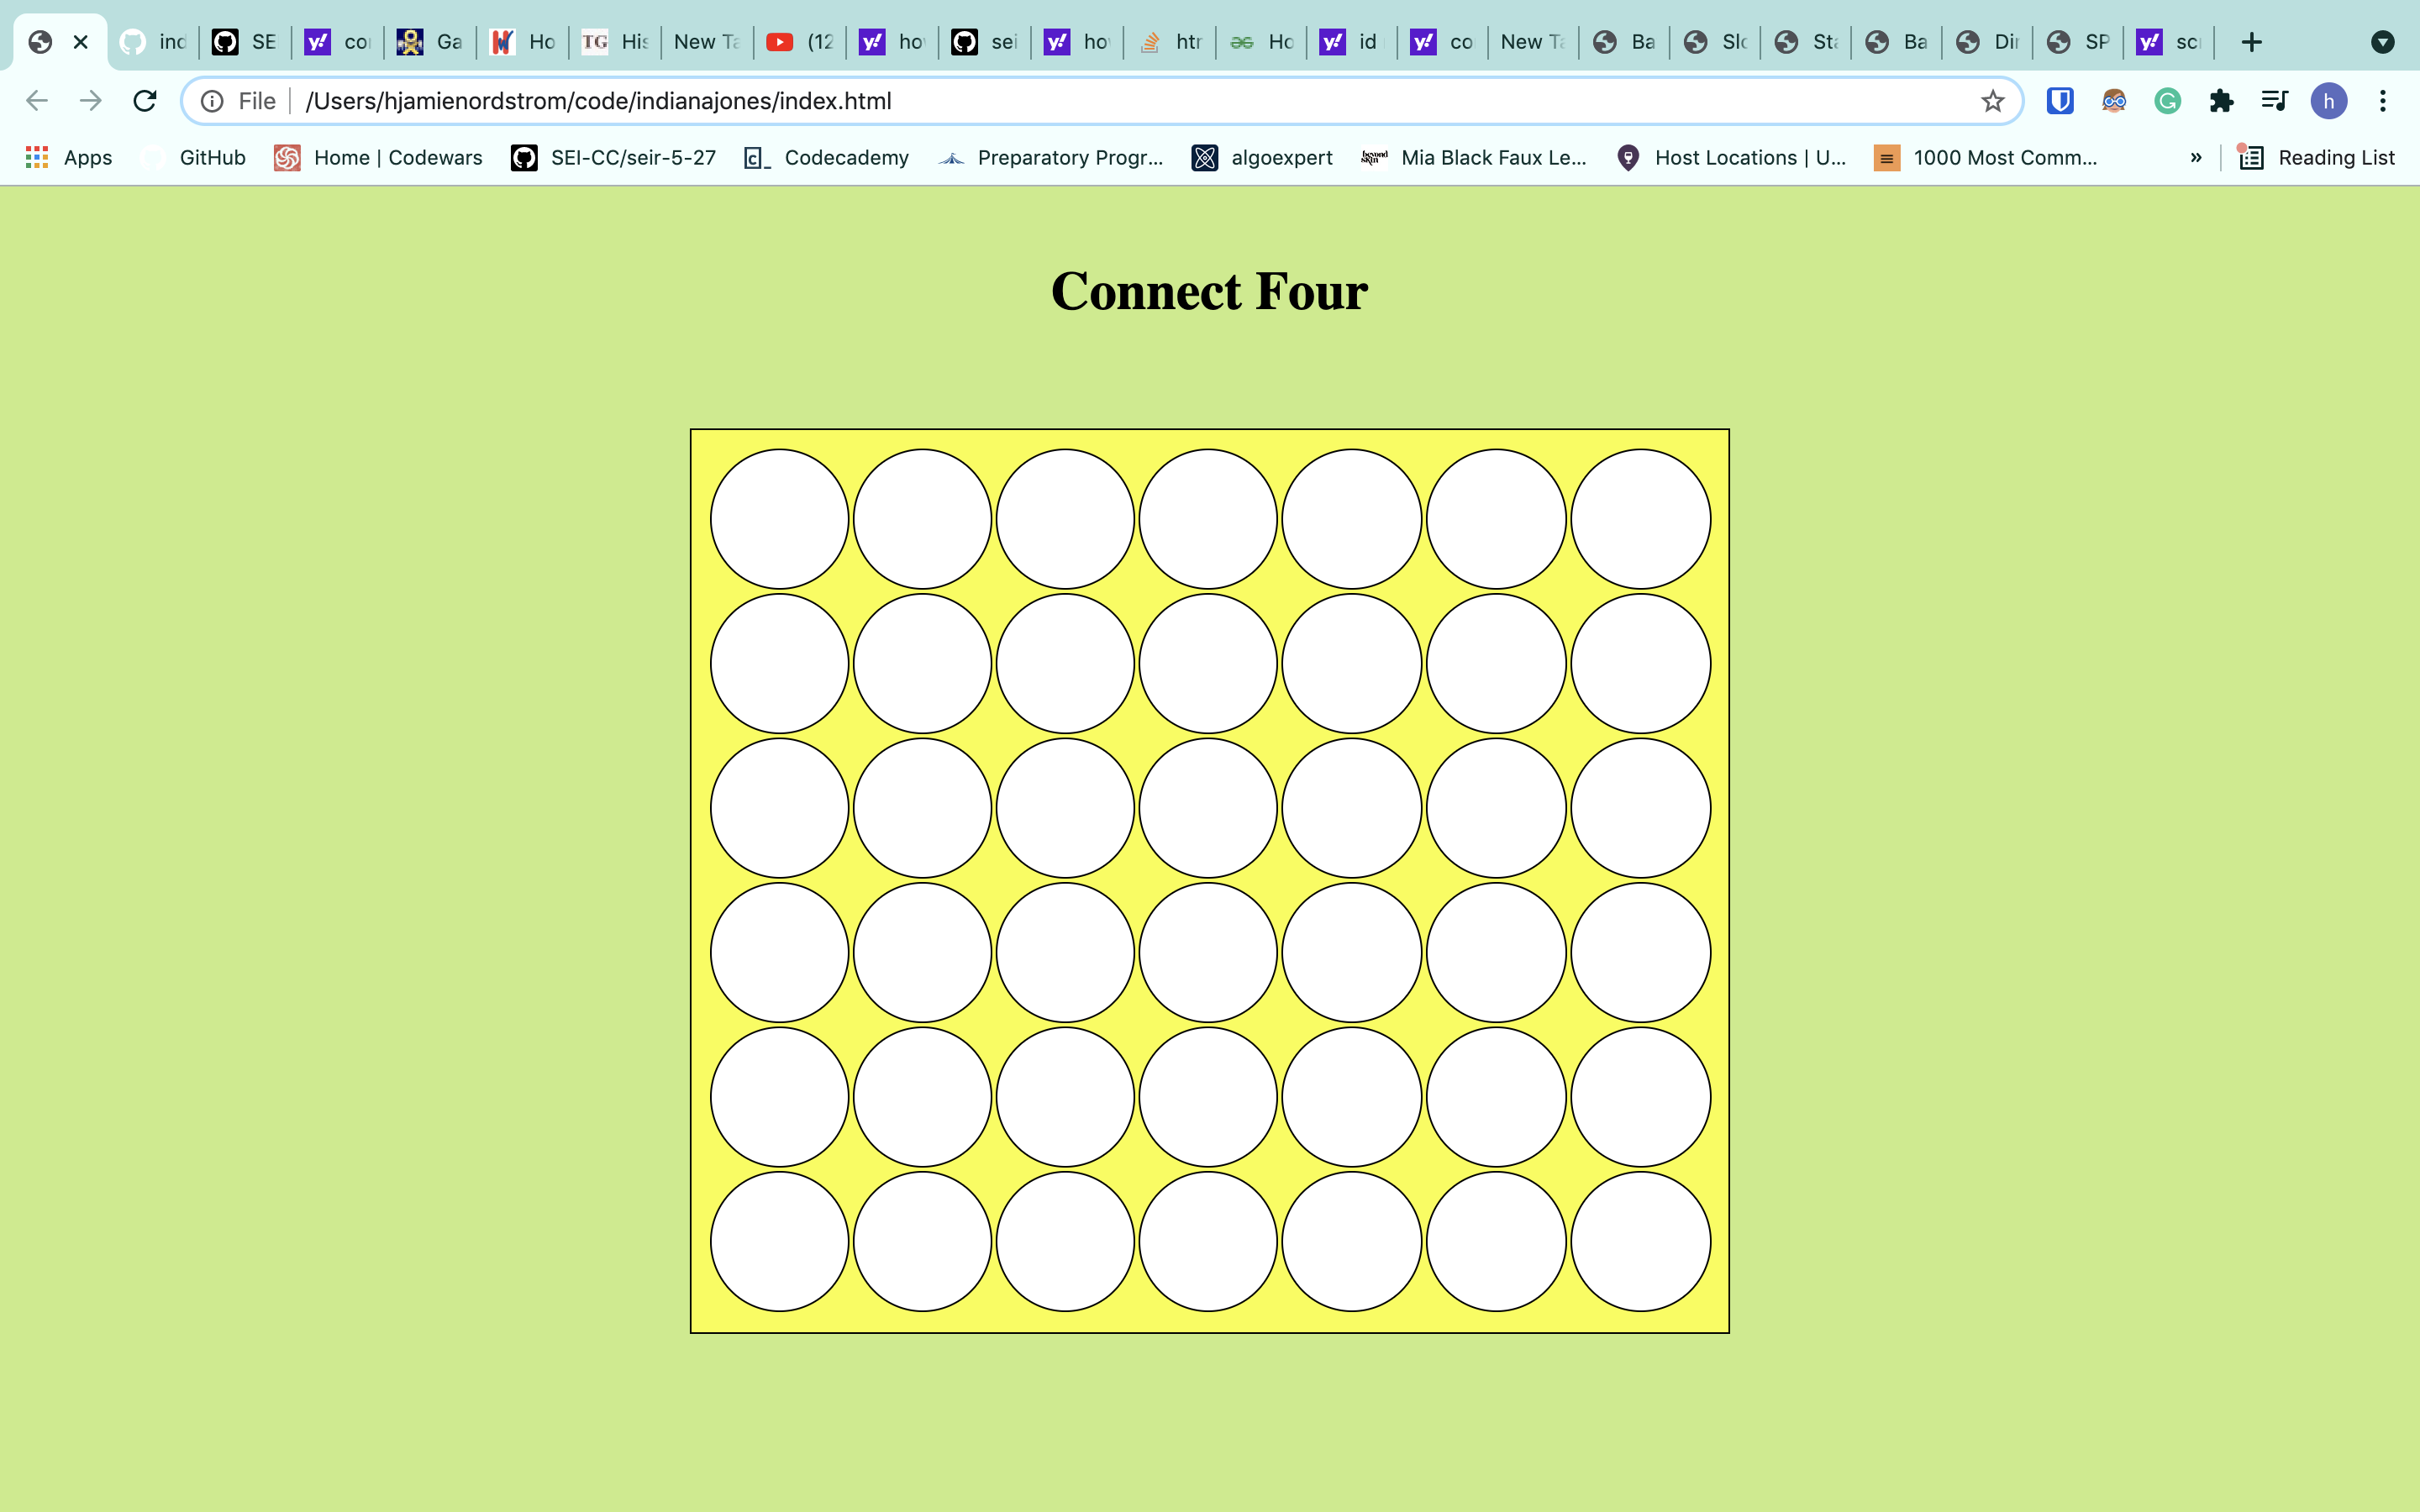 ind SE co Ga Ho His New Ta (12 ho sei ho htr Ho id co New Ta Ba Slo Sta Ba Dir SP sc
File /Users/hjamienordstrom/code/indianajones/index.html h
Apps GitHub Home | Codewars SEI-CC/seir-5-27 Codecademy Preparatory Progr... algoexpert Mia Black Faux Le... Host Locations | U... 1000 Most Comm... » Reading List
Connect Four